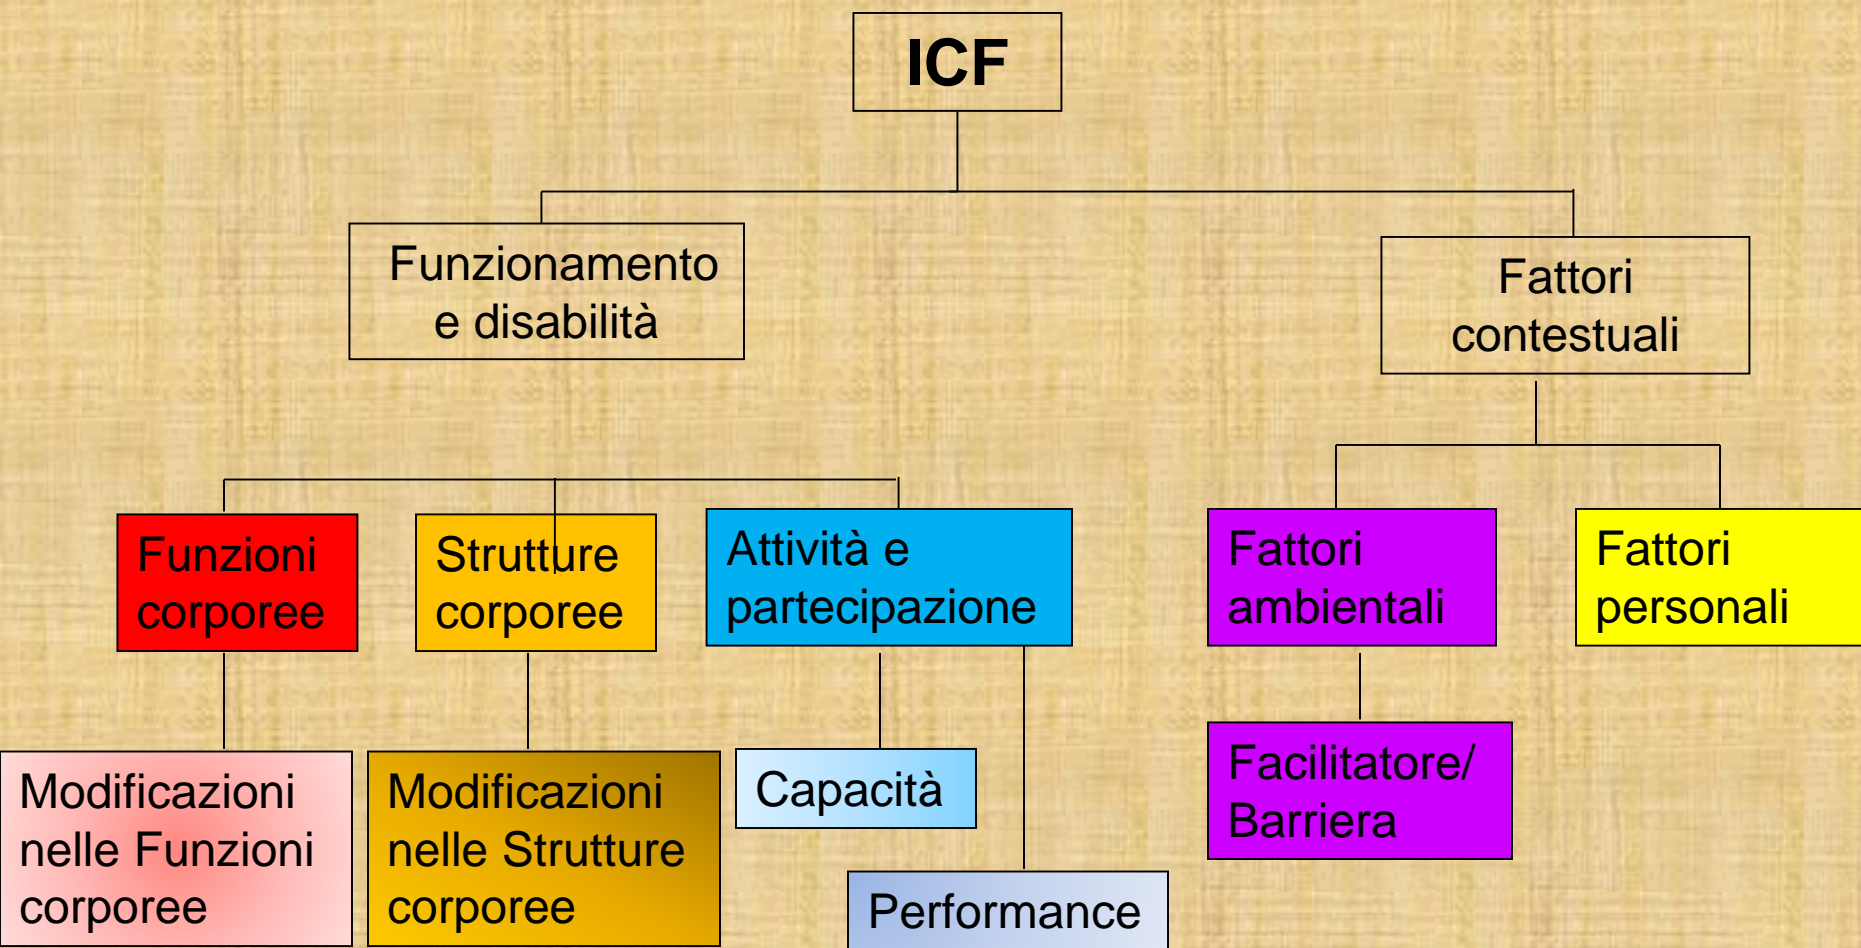 ICF
Funzionamento
e disabilità
Fattori
contestuali
Funzioni
corporee
Strutture
corporee
Attività e
partecipazione
Fattori
ambientali
Fattori
personali
Modificazioni
nelle Funzioni
corporee
Modificazioni
nelle Strutture
corporee
Capacità
Performance
Facilitatore/
Barriera